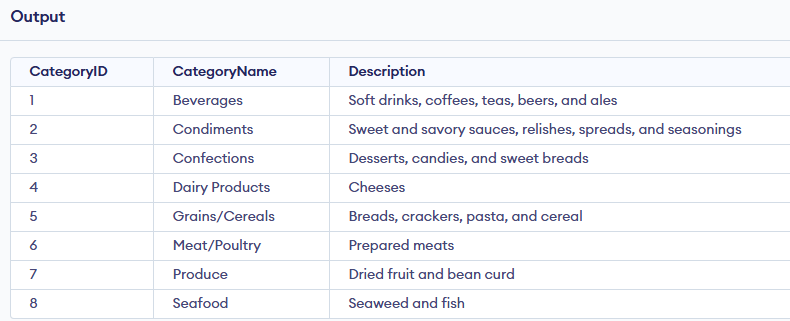 Output
CategoryID CategoryName Description
1 Beverages Soft drinks, coffees, teas, beers, and ales
2 Condiments Sweet and savory sauces, relishes, spreads, and seasonings
3 Confections Desserts, candies, and sweet breads
4 Dairy Products Cheeses
5 Grains/Cereals Breads, crackers, pasta, and cereal
6 Meat/Poultry Prepared meats
7 Produce Dried fruit and bean curd
8 Seafood Seaweed and fish